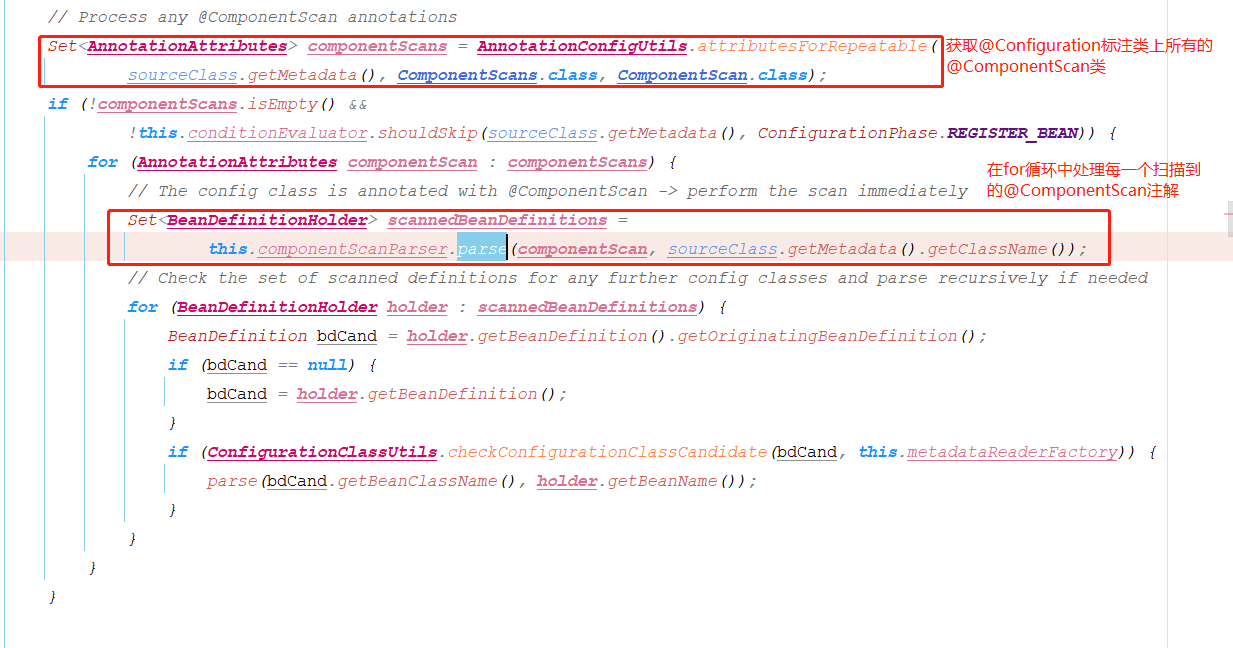 // Process any @ComponentScan annotations
Set<AnnotationAttributes> componentScans = AnnotationConfigUtils.attributesForRepeatable(
sourceClass.getMetadata(), ComponentScans.class, ComponentScan.class);
获取@Configuration标注类上所有的
@ComponentScan类
if (!componentScans.isEmpty() &&
!this.conditionEvaluator.shouldSkip(sourceClass.getMetadata(), ConfigurationPhase.REGISTER_BEAN)) {
for (AnnotationAttributes componentScan : componentScans) {
在for循环中处理每一个扫描到
的@ComponentScan注解
// The config class is annotated with @ComponentScan -> perform the scan immediately
Set<BeanDefinitionHolder> scannedBeanDefinitions =
this.componentScanParser.parse(componentScan, sourceClass.getMetadata().getClassName());
// Check the set of scanned definitions for any further config classes and parse recursively if needed
for (BeanDefinitionHolder holder : scannedBeanDefinitions) {
BeanDefinition bdCand = holder.getBeanDefinition().getOriginatingBeanDefinition();
if (bdCand == null) {
bdCand = holder.getBeanDefinition();
}
if (ConfigurationClassUtils.checkConfigurationClassCandidate(bdCand, this.metadataReaderFactory)) {
parse(bdCand.getBeanClassName(), holder.getBeanName());
}
}
}
}